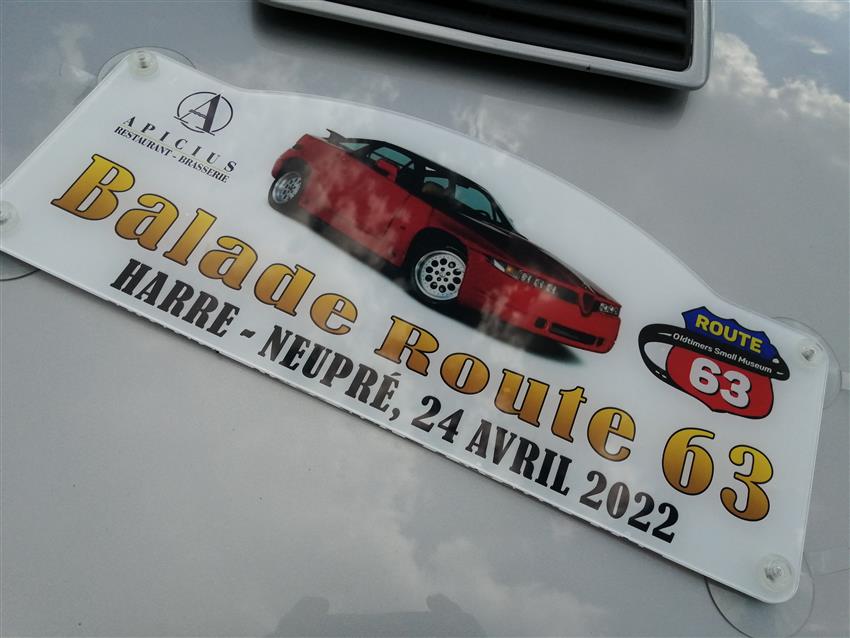 A
APICIUS
RESTAURANT - BRASSERIE
Balade Route 63
HARRE - NEUPRÉ, 24 AVRIL 2022
ROUTE
Oldtimers Small Museum
63